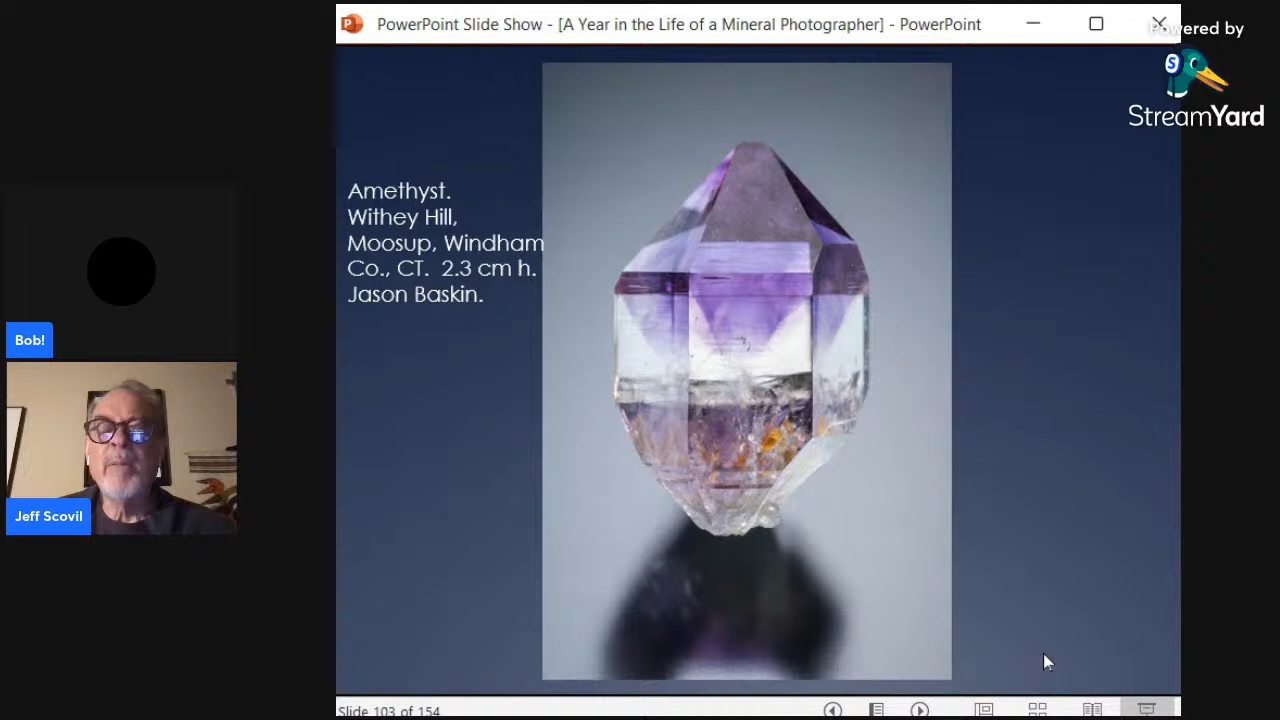 PowerPoint Slide Show - [A Year in the Life of a Mineral Photographer] - PowerPoint
Powered by
S
StreamYard
Amethyst.
Withey Hill,
Moosup, Windham
Co., CT. 2.3 cm h.
Jason Baskin.
Bob!
Jeff Scovil
Slide 103 of 154